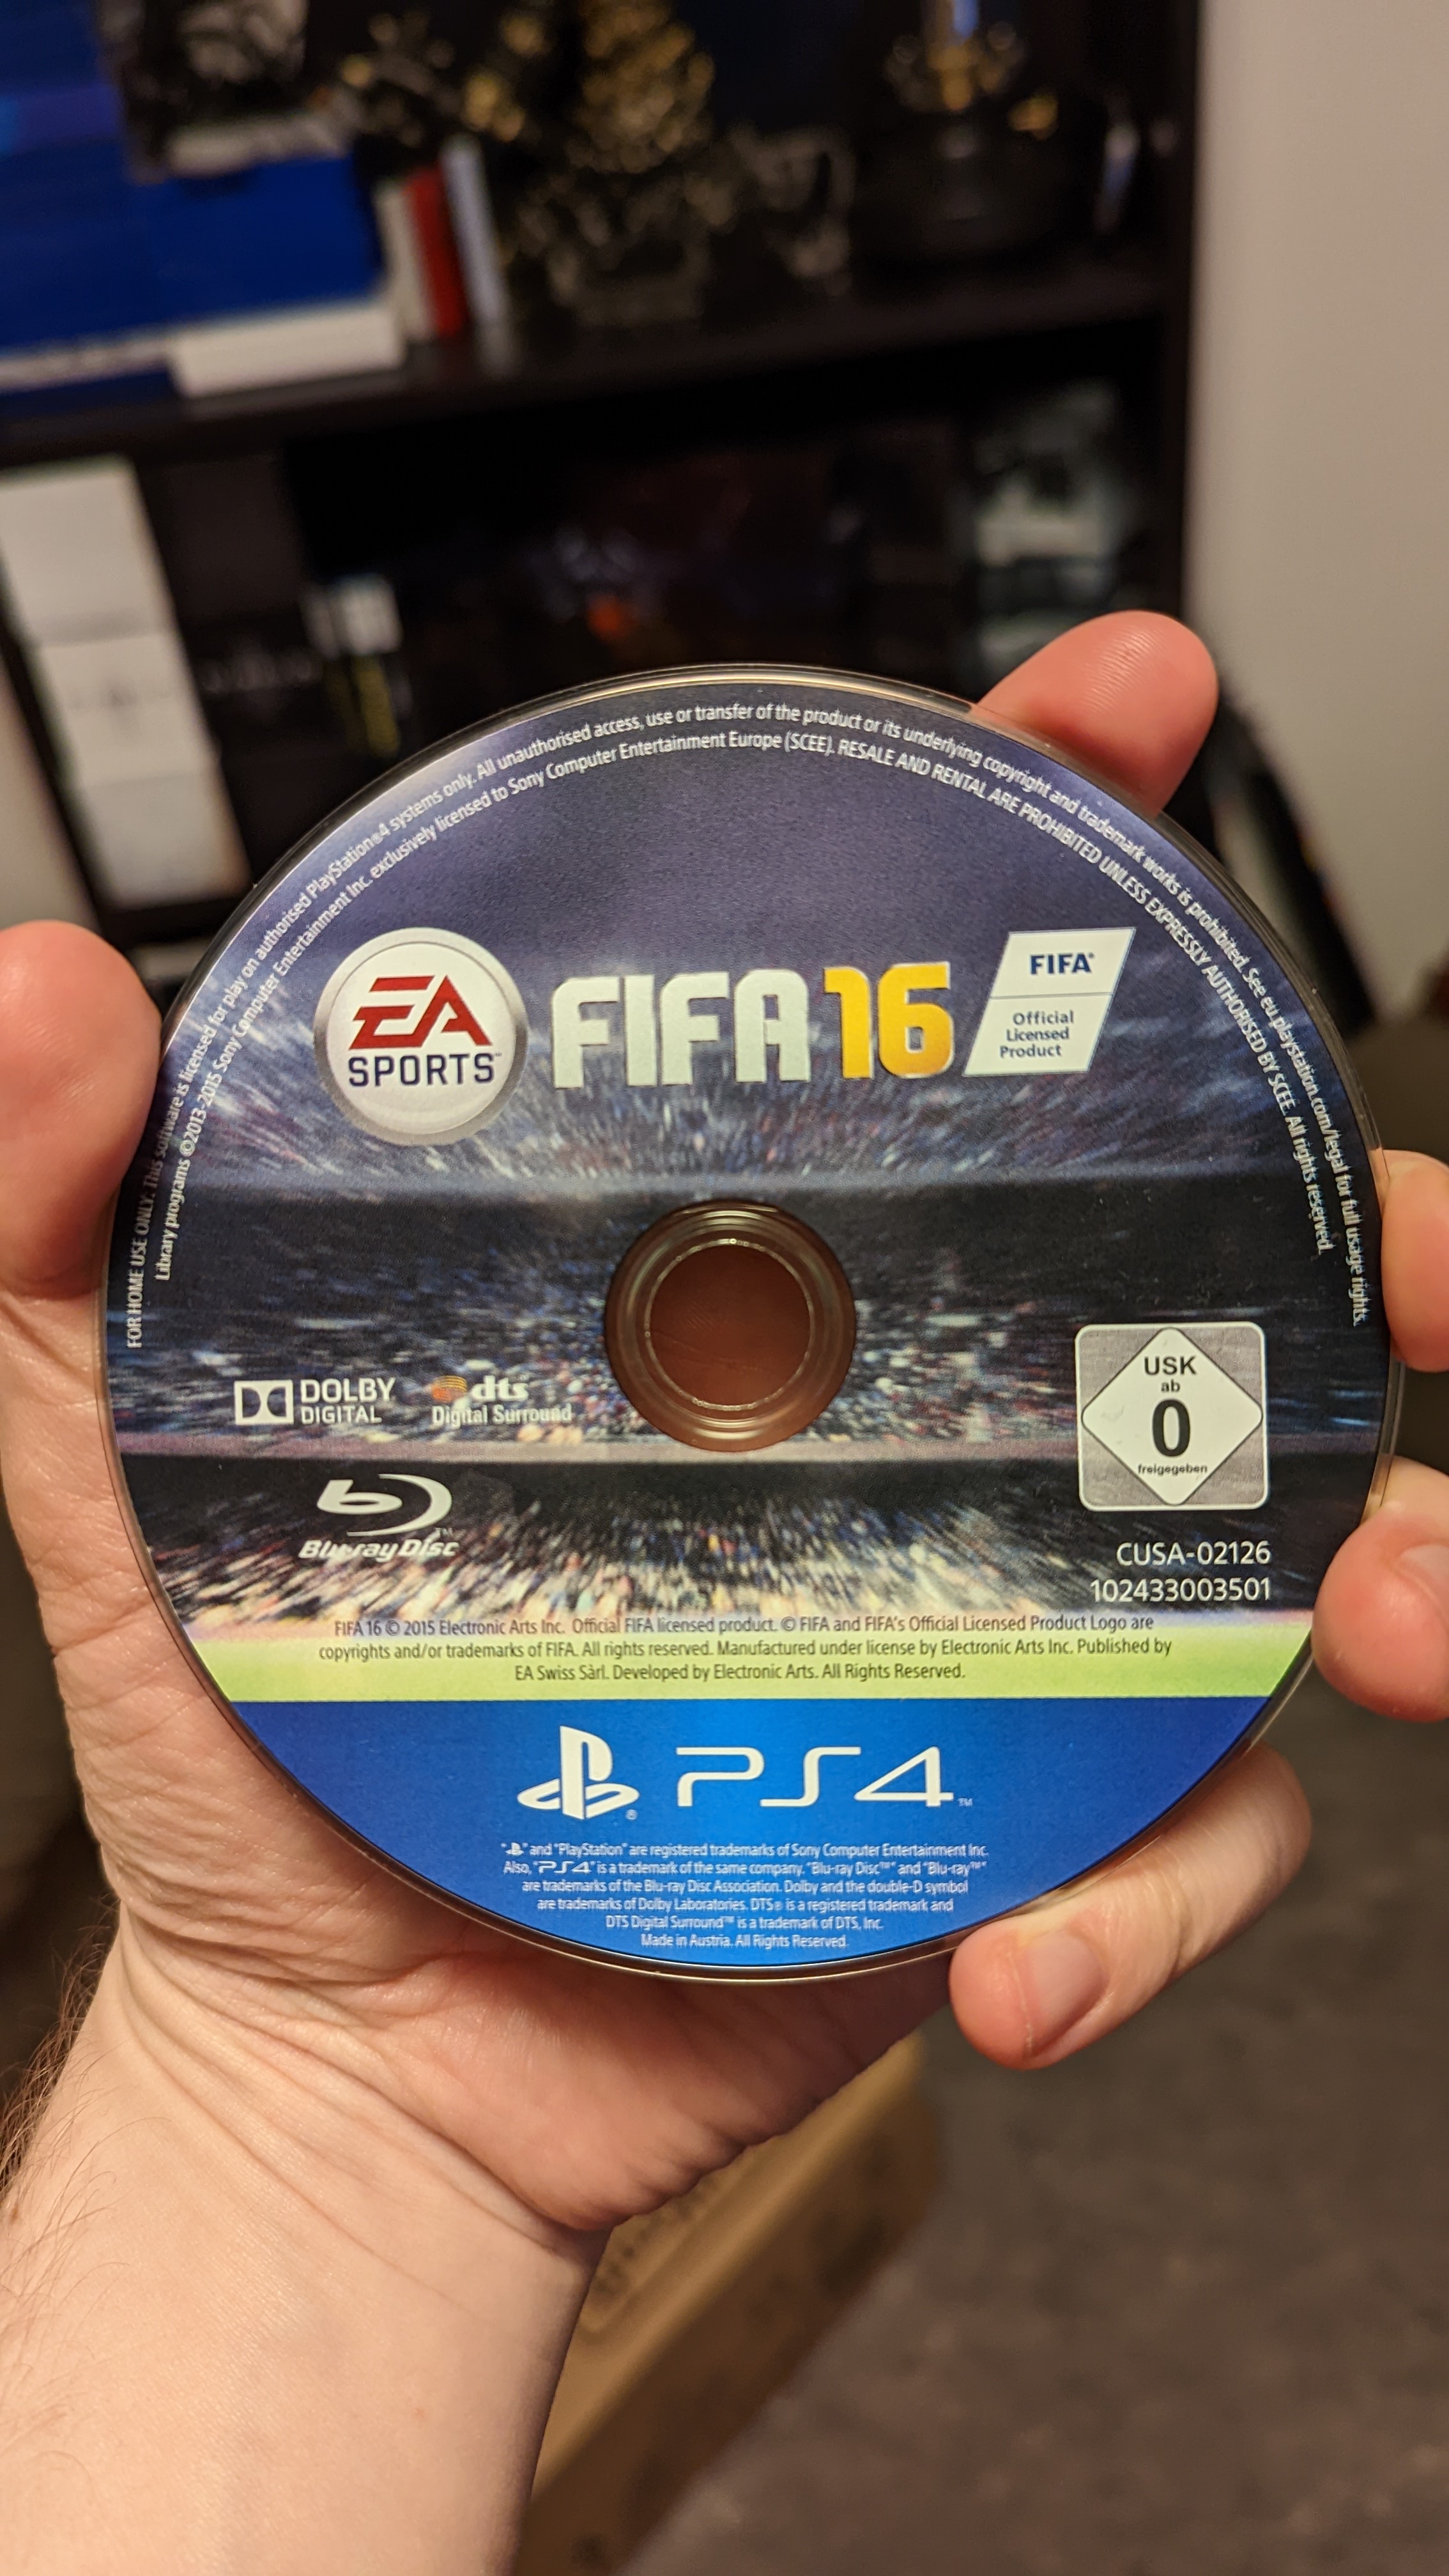 FOR HOME USE ONLY: This software is licensed for play on authorised PlayStation®4 systems only. All unauthorised access, use or transfer of the product or its underlying copyright and trademark works is prohibited. See eu.playstation.com/legal for full usage rights.
Library programs ©2013-2015 Sony Computer Entertainment Inc. exclusively licensed to Sony Computer Entertainment Europe (SCEE). RESALE AND RENTAL ARE PROHIBITED UNLESS EXPRESSLY AUTHORISED BY SCEE. All rights reserved.
EA
SPORTS™
FIFA 16
FIFA®
Official
Licensed
Product
DOLBY
DIGITAL
dts
Digital Surround
Blu-ray Disc™
USK
ab
0
freigegeben
CUSA-02126
102433003501
FIFA 16 © 2015 Electronic Arts Inc. Official FIFA licensed product. © FIFA and FIFA's Official Licensed Product Logo are
copyrights and/or trademarks of FIFA. All rights reserved. Manufactured under license by Electronic Arts Inc. Published by
EA Swiss Sàrl. Developed by Electronic Arts. All Rights Reserved.
® PS4™
" " and "PlayStation" are registered trademarks of Sony Computer Entertainment Inc.
Also, "PS4" is a trademark of the same company. "Blu-ray Disc™" and "Blu-ray™"
are trademarks of the Blu-ray Disc Association. Dolby and the double-D symbol
are trademarks of Dolby Laboratories. DTS® is a registered trademark and
DTS Digital Surround™ is a trademark of DTS, Inc.
Made in Austria. All Rights Reserved.